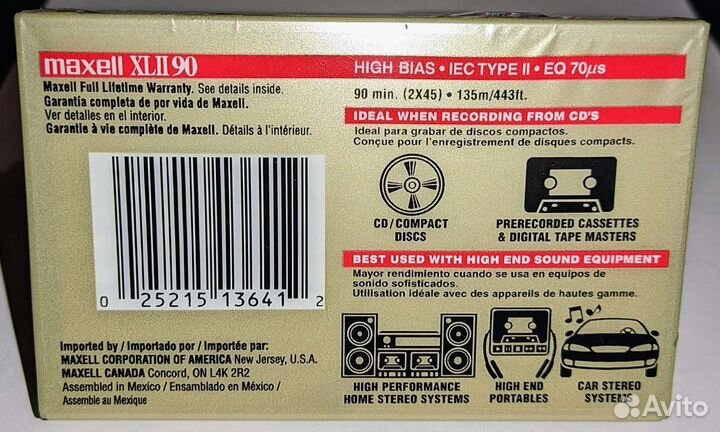 maxell XLII 90
HIGH BIAS • IEC TYPE II • EQ 70µs
Maxell Full Lifetime Warranty. See details inside.
Garantía completa de por vida de Maxell.
Ver detalles en el interior.
Garantie à vie complète de Maxell. Détails à l'intérieur.
90 min. (2X45) • 135m/443ft.
IDEAL WHEN RECORDING FROM CD'S
Ideal para grabar de discos compactos.
Conçue pour l'enregistrement de disques compacts.
CD/COMPACT
DISCS
PRERECORDED CASSETTES
& DIGITAL TAPE MASTERS
BEST USED WITH HIGH END SOUND EQUIPMENT
Mayor rendimiento cuando se usa en equipos de
sonido sofisticados.
Utilisation idéale avec des appareils de hautes gamme.
0 25215 13641 2
Imported by / Importado por / Importée par:
MAXELL CORPORATION OF AMERICA New Jersey, U.S.A.
MAXELL CANADA Concord, ON L4K 2R2
Assembled in Mexico / Ensamblado en México /
Assemble au Mexique
HIGH PERFORMANCE
HOME STEREO SYSTEMS
HIGH END
PORTABLES
CAR STEREO
SYSTEMS
Avito